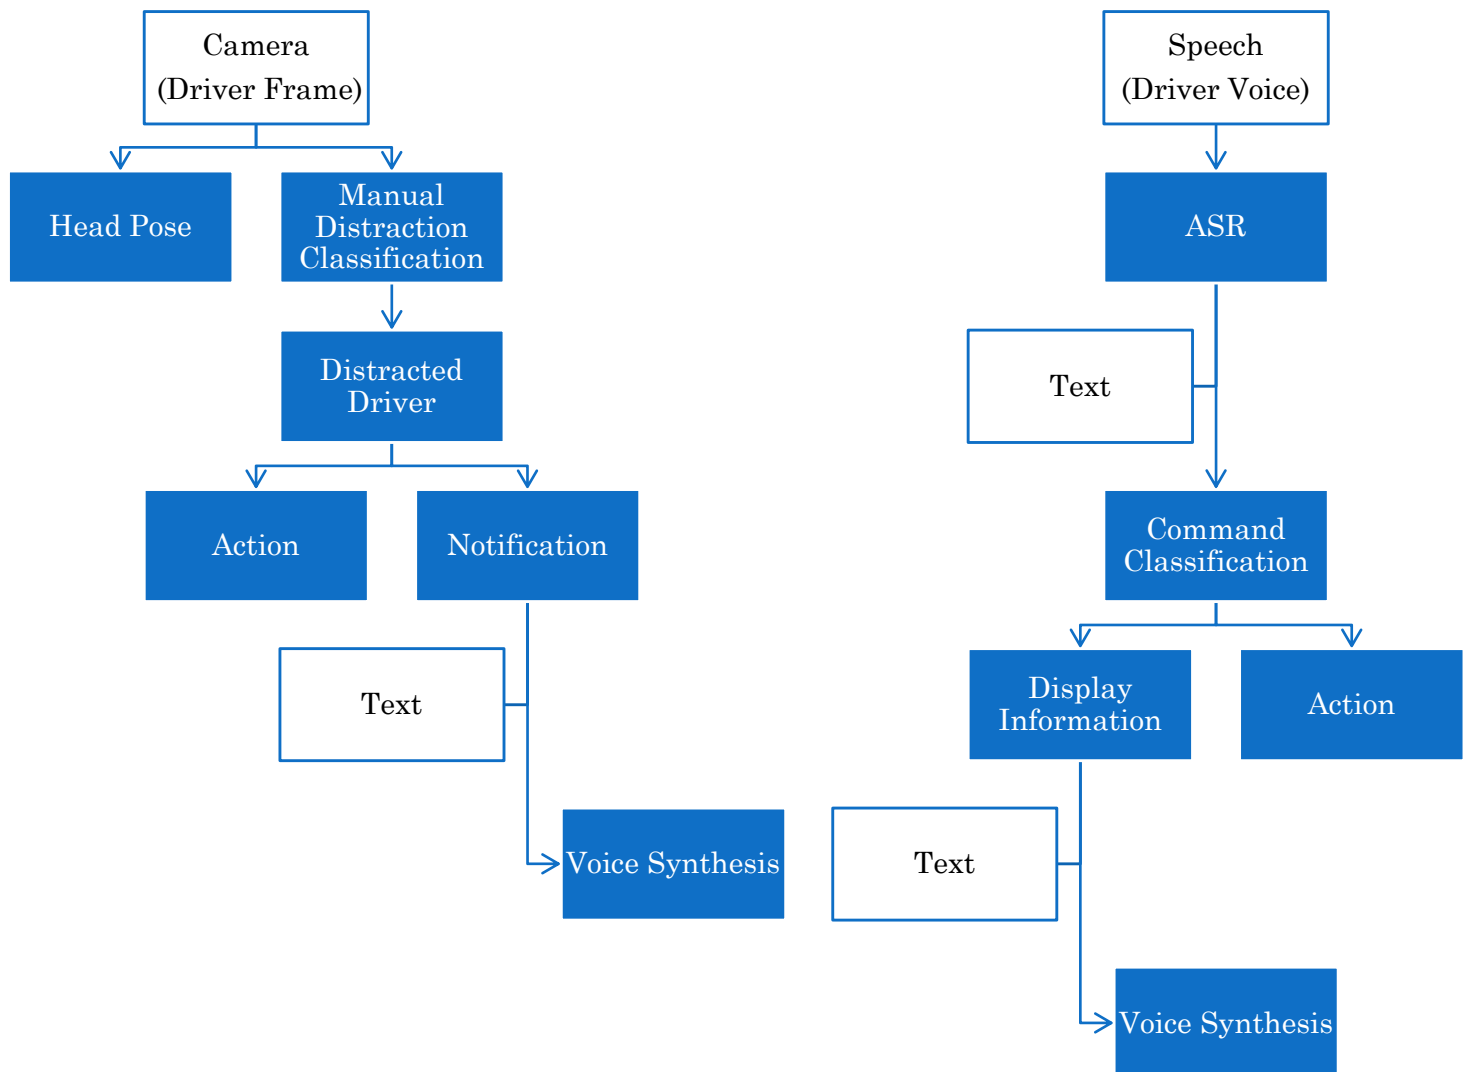 Camera
(Driver Frame)
Head Pose
Manual
Distraction
Classification
Distracted
Driver
Action
Notification
Text
Voice Synthesis
Speech
(Driver Voice)
ASR
Text
Command
Classification
Display
Information
Action
Text
Voice Synthesis